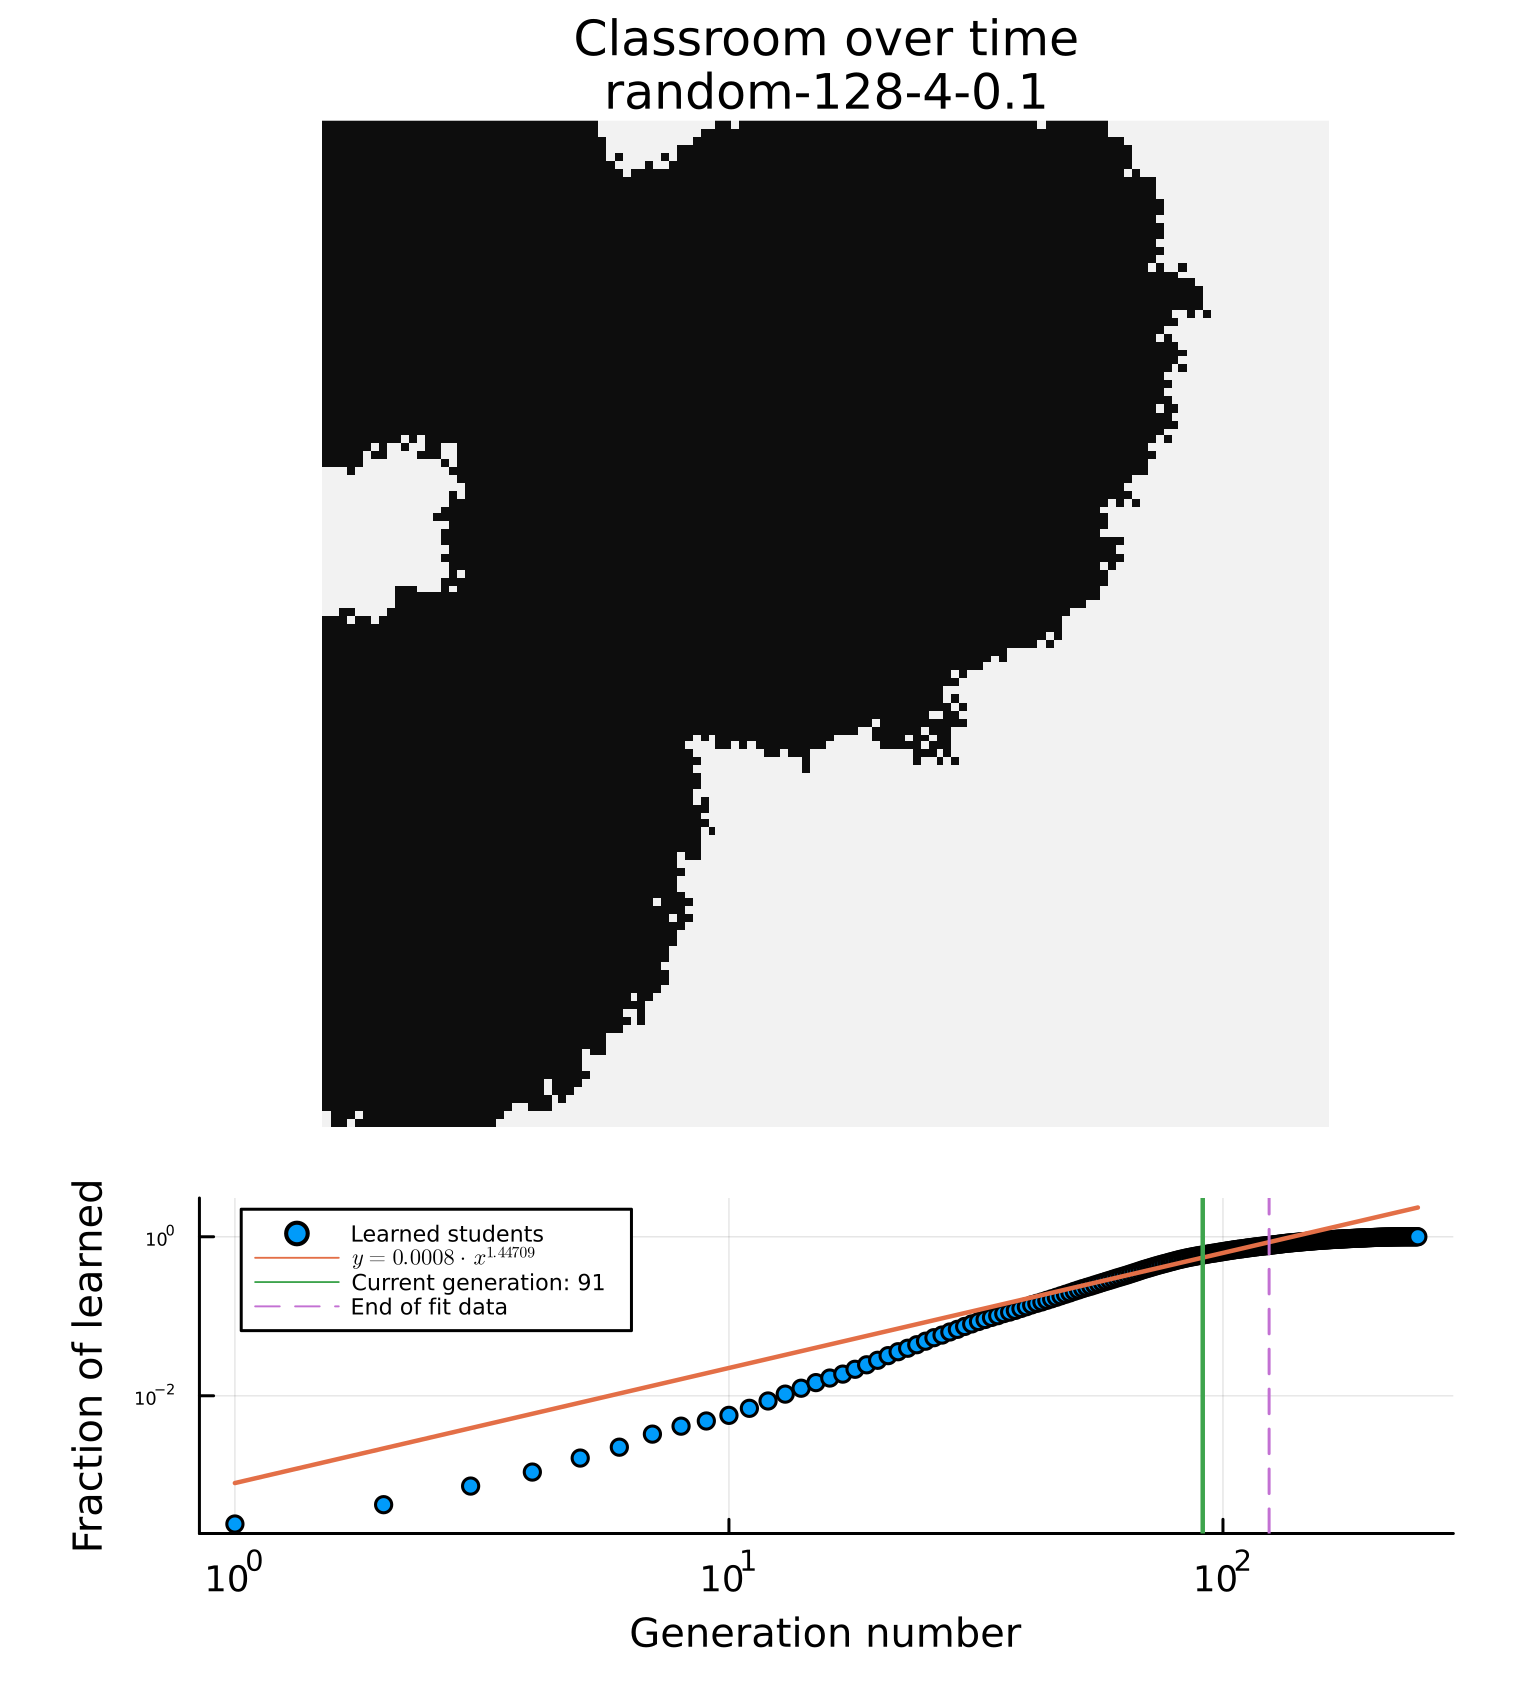 Classroom over time
random-128-4-0.1
Fraction of learned
10^0
10^-2
Learned students
y = 0.0008 · x^1.44709
Current generation: 91
End of fit data
10^0 10^1 10^2
Generation number